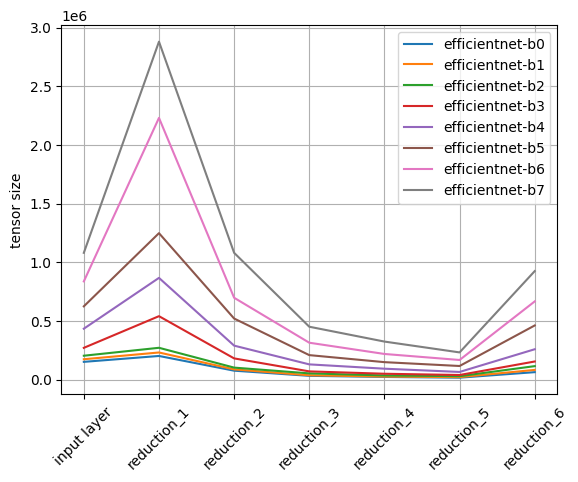 1e6
3.0
2.5
2.0
1.5
1.0
0.5
0.0
tensor size
efficientnet-b0
efficientnet-b1
efficientnet-b2
efficientnet-b3
efficientnet-b4
efficientnet-b5
efficientnet-b6
efficientnet-b7
input layer
reduction_1
reduction_2
reduction_3
reduction_4
reduction_5
reduction_6